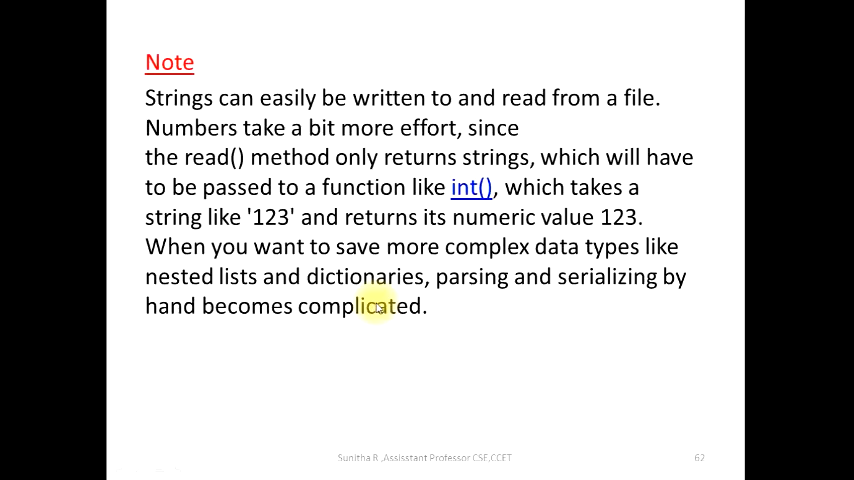 Note
Strings can easily be written to and read from a file.
Numbers take a bit more effort, since
the read() method only returns strings, which will have
to be passed to a function like int(), which takes a
string like '123' and returns its numeric value 123.
When you want to save more complex data types like
nested lists and dictionaries, parsing and serializing by
hand becomes complicated.
Sunitha R ,Assisstant Professor CSE,CCET
62